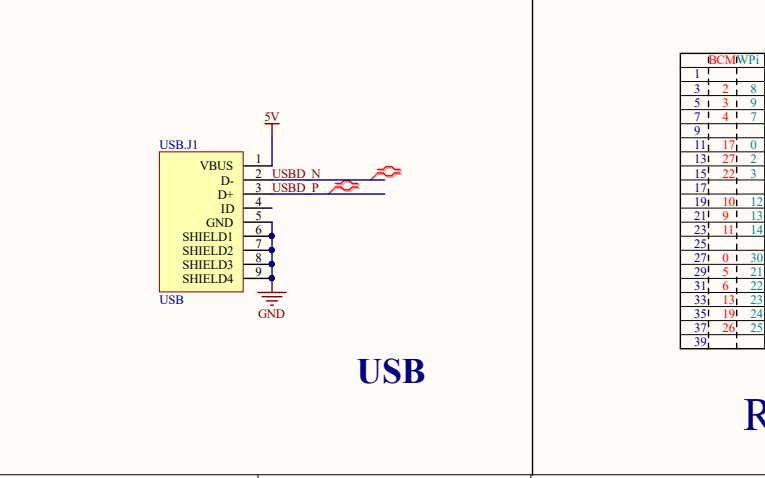 5V
USB.J1
VBUS 1
D- 2 USBD_N
D+ 3 USBD_P
ID 4
GND 5
SHIELD1 6
SHIELD2 7
SHIELD3 8
SHIELD4 9
USB
GND
USB
BCM WPi
1
3 2 8
5 3 9
7 4 7
9
11 17 0
13 27 2
15 22 3
17
19 10 12
21 9 13
23 11 14
25
27 0 30
29 5 21
31 6 22
33 13 23
35 19 24
37 26 25
39
R